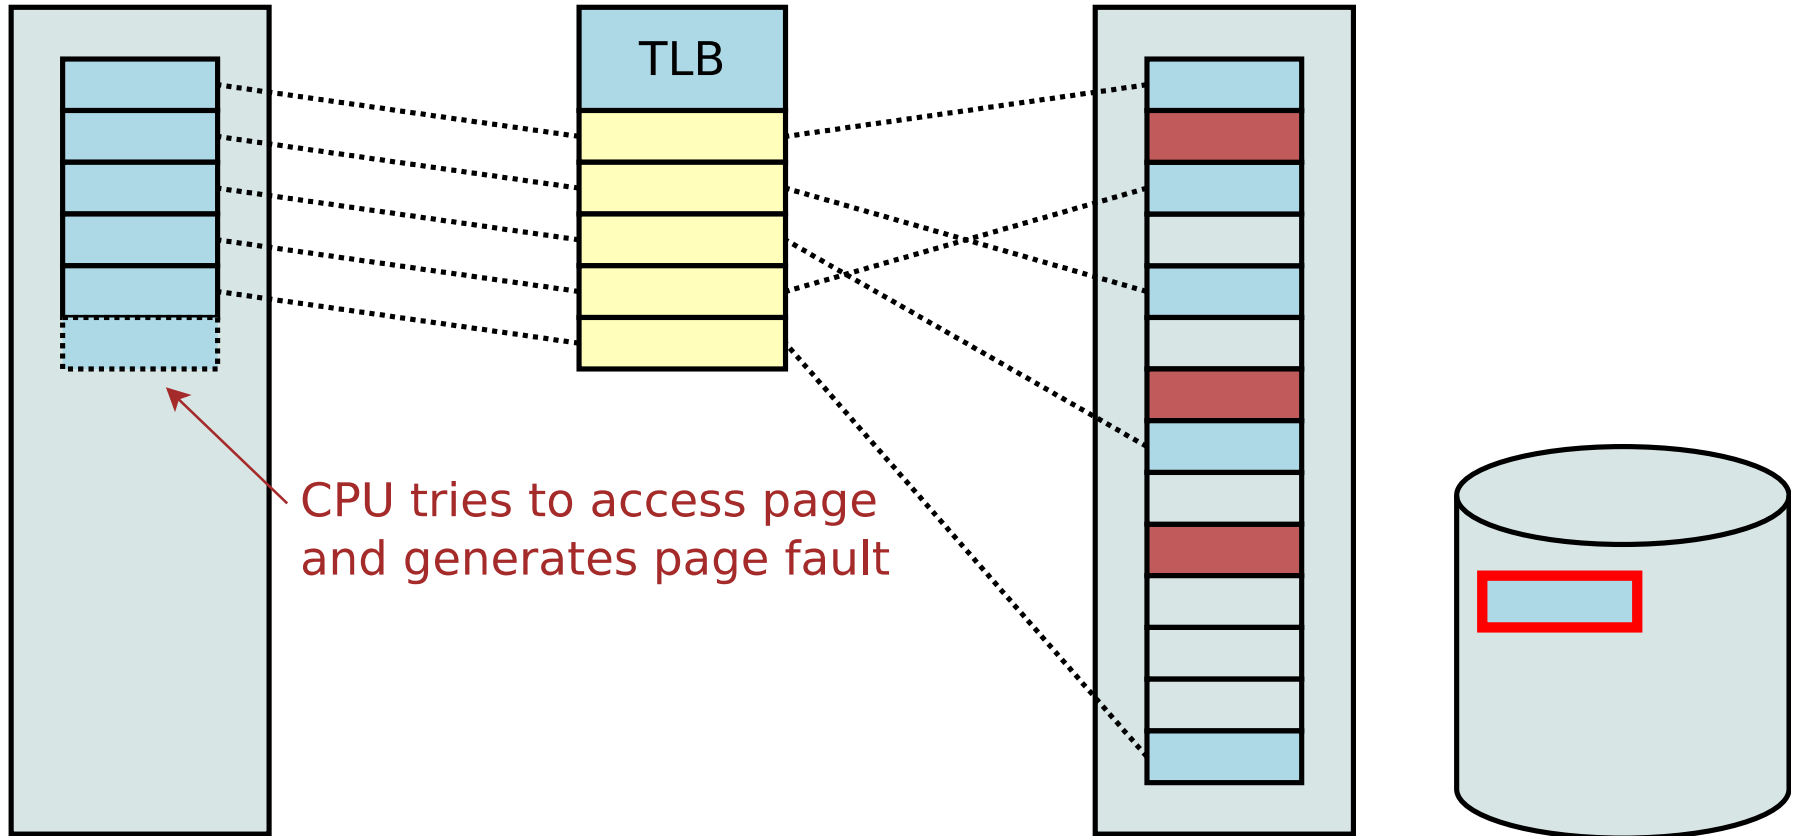 TLB
CPU tries to access page
and generates page fault